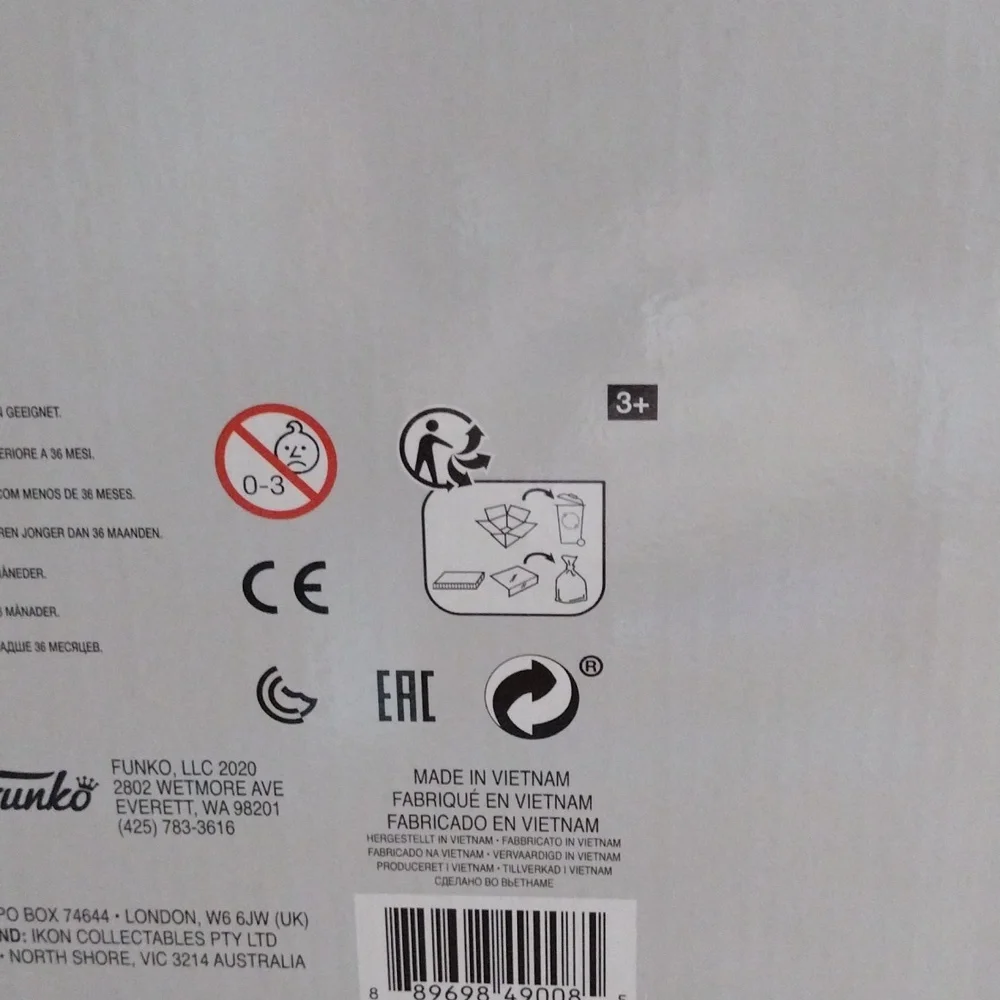 3+
GEEIGNET.
ERIORE A 36 MESI.
COM MENOS DE 36 MESES.
REN JONGER DAN 36 MAANDEN.
ÅNEDER.
MÅNADER.
АДШЕ 36 МЕСЯЦЕВ.
0-3
CE
EAC
®
Funko
FUNKO, LLC 2020
2802 WETMORE AVE
EVERETT, WA 98201
(425) 783-3616
MADE IN VIETNAM
FABRIQUÉ EN VIETNAM
FABRICADO EN VIETNAM
HERGESTELLT IN VIETNAM • FABBRICATO IN VIETNAM
FABRICADO NA VIETNAM • VERVAARDIGD IN VIETNAM
PRODUCERET I VIETNAM • TILLVERKAD I VIETNAM
СДЕЛАНО ВО ВЬЕТНАМЕ
PO BOX 74644 • LONDON, W6 6JW (UK)
ND: IKON COLLECTABLES PTY LTD
• NORTH SHORE, VIC 3214 AUSTRALIA
8 89698 49008 5